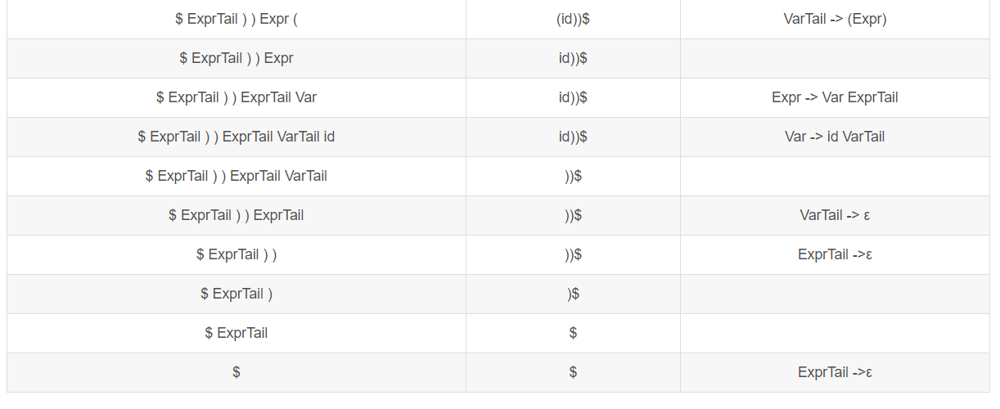 $ ExprTail ) ) Expr ( (id))$ VarTail -> (Expr)
$ ExprTail ) ) Expr id))$
$ ExprTail ) ) ExprTail Var id))$ Expr -> Var ExprTail
$ ExprTail ) ) ExprTail VarTail id id))$ Var -> id VarTail
$ ExprTail ) ) ExprTail VarTail ))$
$ ExprTail ) ) ExprTail ))$ VarTail -> ε
$ ExprTail ) ) ))$ ExprTail ->ε
$ ExprTail ) )$
$ ExprTail $
$ $ ExprTail ->ε